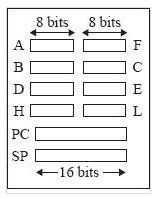 8 bits 8 bits
A F
B C
D E
H L
PC
SP
16 bits